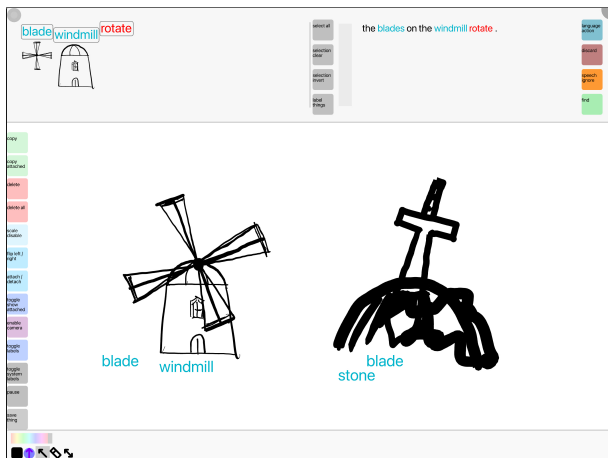 blade windmill rotate
select all
selection clear
selection invert
label things
the blades on the windmill rotate .
language action
discard
speech ignore
find
copy
copy attached
delete
delete all
scale
flip left / right
attach / detach
toggle show attached
enable camera
toggle labels
toggle system labels
pause
save thing
blade
windmill
blade
stone